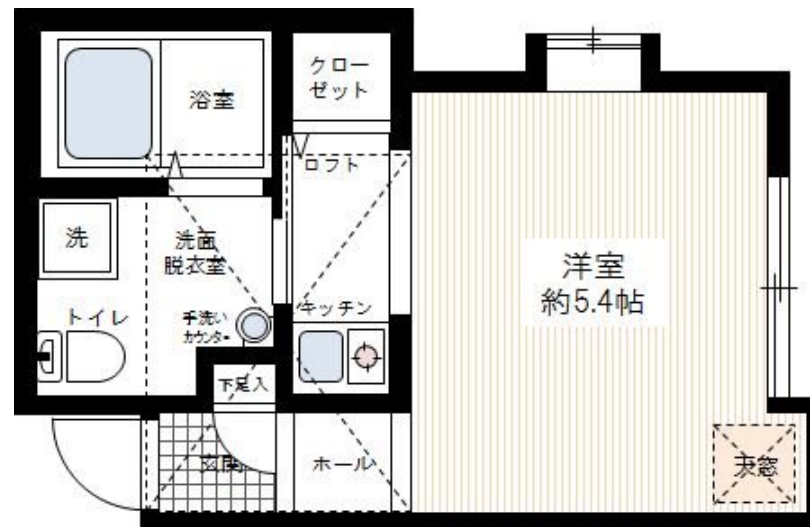 浴室
クロー
ゼット
ロフト
洗
洗面
脱衣室
洋室
約5.4帖
トイレ
手洗い
カウンター
キッチン
下足入
玄関
ホール
天窓